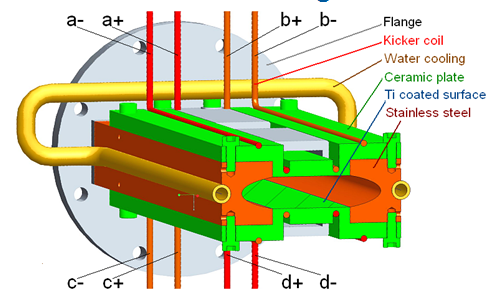 a- a+ b+ b-
Flange
Kicker coil
Water cooling
Ceramic plate
Ti coated surface
Stainless steel
c- c+ d+ d-